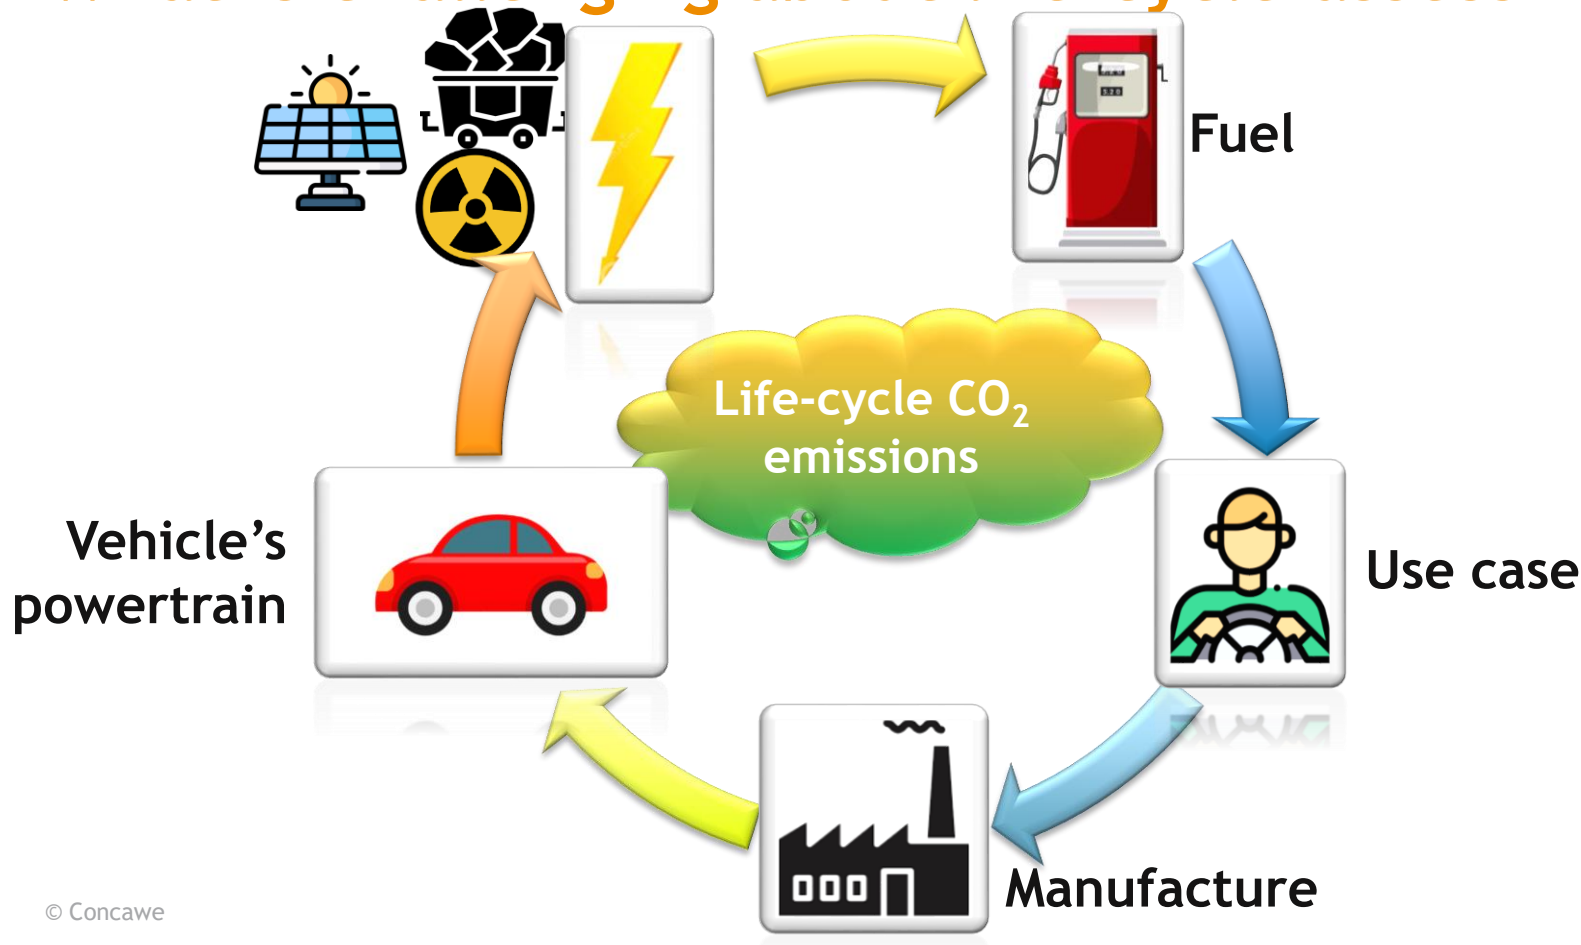 Fuel
Life-cycle CO₂
emissions
Vehicle's
powertrain
Use case
Manufacture
© Concawe